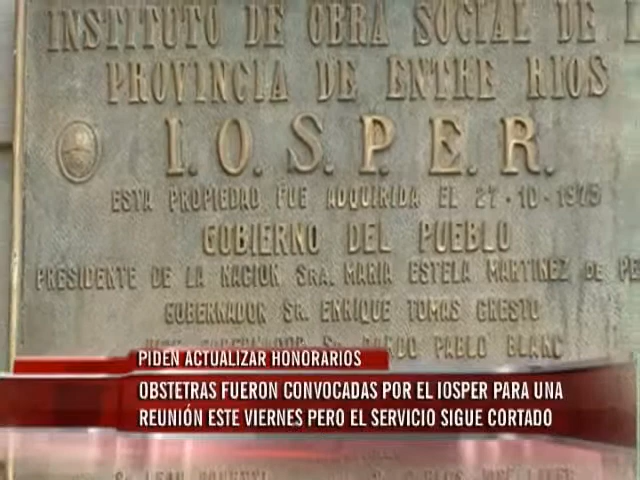 INSTITUTO DE OBRA SOCIAL DE
PROVINCIA DE ENTRE RIOS
I.O.S.P.E.R.
ESTA PROPIEDAD FUE ADQUIRIDA EL 27-10-1975
GOBIERNO DEL PUEBLO
PRESIDENTE DE LA NACION SRA. MARIA ESTELA MARTINEZ DE PE
GOBERNADOR SR. ENRIQUE TOMAS CRESTO
PABLO BLANC
PIDEN ACTUALIZAR HONORARIOS
OBSTETRAS FUERON CONVOCADAS POR EL IOSPER PARA UNA
REUNIÓN ESTE VIERNES PERO EL SERVICIO SIGUE CORTADO